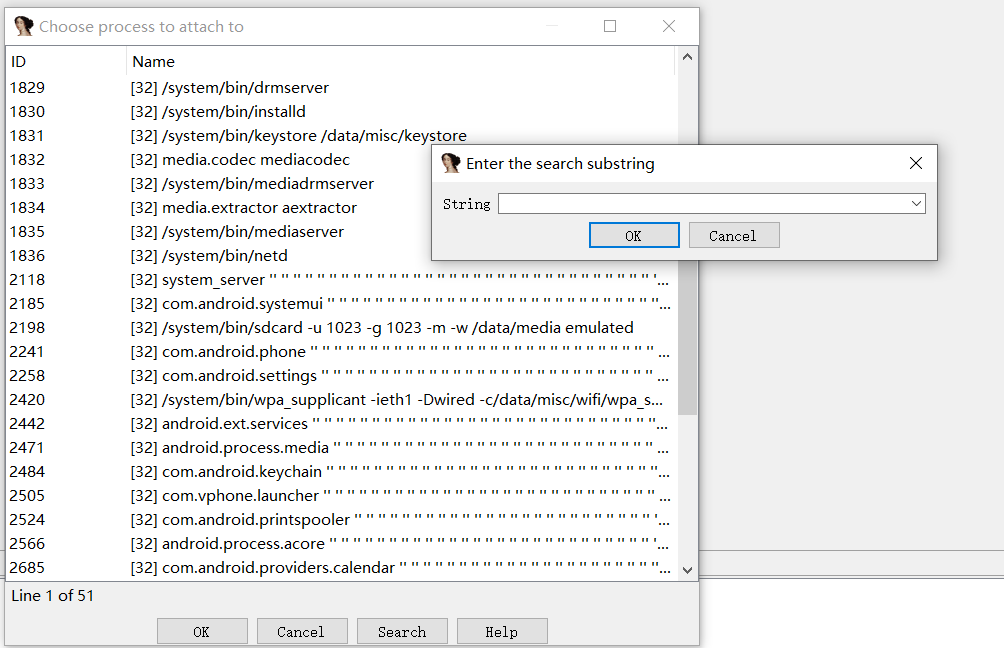 Choose process to attach to
ID Name
1829 [32] /system/bin/drmserver
1830 [32] /system/bin/installd
1831 [32] /system/bin/keystore /data/misc/keystore
1832 [32] media.codec mediacodec
1833 [32] /system/bin/mediadrmserver
1834 [32] media.extractor aextractor
1835 [32] /system/bin/mediaserver
1836 [32] /system/bin/netd
2118 [32] system_server " " " " " " " " " " " " " " " " " " " " " " " " " " " " " " " " '...
2185 [32] com.android.systemui " " " " " " " " " " " " " " " " " " " " " " " " " " " "...
2198 [32] /system/bin/sdcard -u 1023 -g 1023 -m -w /data/media emulated
2241 [32] com.android.phone " " " " " " " " " " " " " " " " " " " " " " " " " " " " " ...
2258 [32] com.android.settings " " " " " " " " " " " " " " " " " " " " " " " " " " " " ...
2420 [32] /system/bin/wpa_supplicant -ieth1 -Dwired -c/data/misc/wifi/wpa_s...
2442 [32] android.ext.services " " " " " " " " " " " " " " " " " " " " " " " " " " " " "...
2471 [32] android.process.media " " " " " " " " " " " " " " " " " " " " " " " " " " " ...
2484 [32] com.android.keychain " " " " " " " " " " " " " " " " " " " " " " " " " " " "...
2505 [32] com.vphone.launcher " " " " " " " " " " " " " " " " " " " " " " " " " " " " ...
2524 [32] com.android.printspooler " " " " " " " " " " " " " " " " " " " " " " " " " '...
2566 [32] android.process.acore " " " " " " " " " " " " " " " " " " " " " " " " " " " '...
2685 [32] com.android.providers.calendar " " " " " " " " " " " " " " " " " " " " " "...
Line 1 of 51
OK Cancel Search Help
Enter the search substring
String
OK Cancel